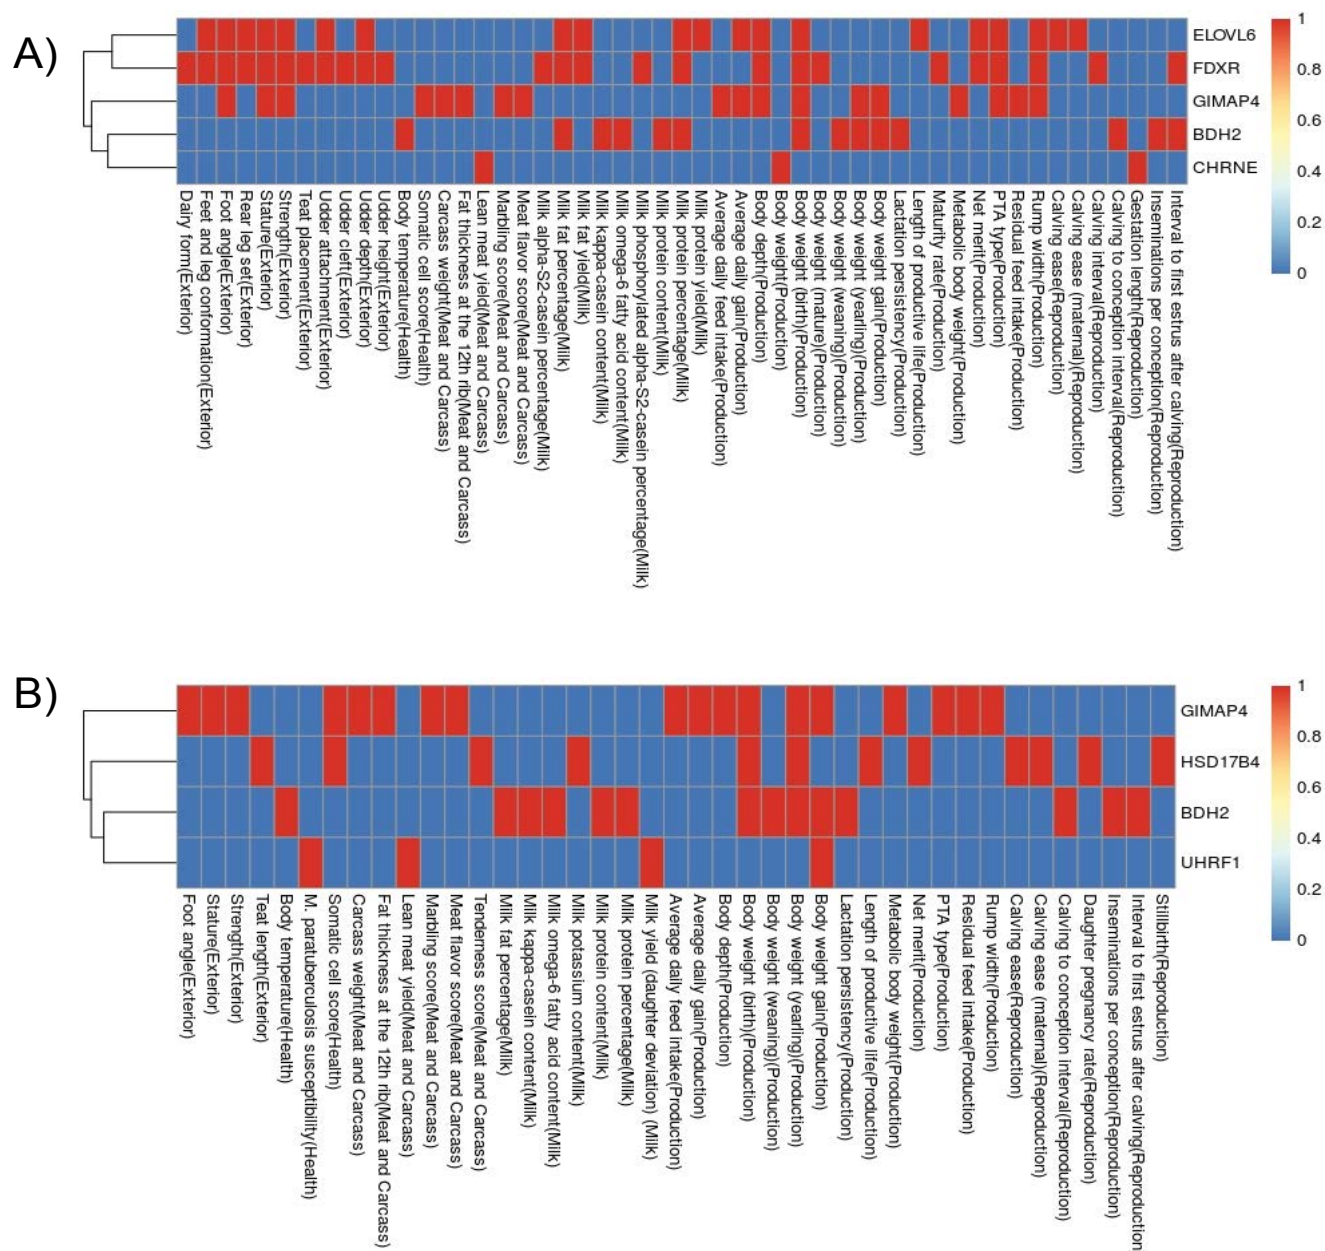 A)
ELOVL6
FDXR
GIMAP4
BDH2
CHRNE
1
0.8
0.6
0.4
0.2
0
Dairy form(Exterior)
Feet and leg conformation(Exterior)
Foot angle(Exterior)
Rear leg set(Exterior)
Stature(Exterior)
Strength(Exterior)
Teat placement(Exterior)
Udder attachment(Exterior)
Udder cleft(Exterior)
Udder depth(Exterior)
Udder height(Exterior)
Body temperature(Health)
Somatic cell score(Health)
Carcass weight(Meat and Carcass)
Fat thickness at the 12th rib(Meat and Carcass)
Lean meat yield(Meat and Carcass)
Marbling score(Meat and Carcass)
Meat flavor score(Meat and Carcass)
Milk alpha-S2-casein percentage(Milk)
Milk fat percentage(Milk)
Milk fat yield(Milk)
Milk kappa-casein content(Milk)
Milk omega-6 fatty acid content(Milk)
Milk phosphorylated alpha-S2-casein percentage(Milk)
Milk protein content(Milk)
Milk protein percentage(Milk)
Milk protein yield(Milk)
Average daily feed intake(Production)
Average daily gain(Production)
Body depth(Production)
Body weight(Production)
Body weight (birth)(Production)
Body weight (mature)(Production)
Body weight (weaning)(Production)
Body weight (yearling)(Production)
Body weight gain(Production)
Lactation persistency(Production)
Length of productive life(Production)
Maturity rate(Production)
Metabolic body weight(Production)
Net merit(Production)
PTA type(Production)
Residual feed intake(Production)
Rump width(Production)
Calving ease(Reproduction)
Calving ease (maternal)(Reproduction)
Calving interval(Reproduction)
Calving to conception interval(Reproduction)
Gestation length(Reproduction)
Inseminations per conception(Reproduction)
Interval to first estrus after calving(Reproduction)
B)
GIMAP4
HSD17B4
BDH2
UHRF1
1
0.8
0.6
0.4
0.2
0
Foot angle(Exterior)
Stature(Exterior)
Strength(Exterior)
Teat length(Exterior)
Body temperature(Health)
M. paratuberculosis susceptibility(Health)
Somatic cell score(Health)
Carcass weight(Meat and Carcass)
Fat thickness at the 12th rib(Meat and Carcass)
Lean meat yield(Meat and Carcass)
Marbling score(Meat and Carcass)
Meat flavor score(Meat and Carcass)
Tenderness score(Meat and Carcass)
Milk fat percentage(Milk)
Milk kappa-casein content(Milk)
Milk omega-6 fatty acid content(Milk)
Milk potassium content(Milk)
Milk protein content(Milk)
Milk protein percentage(Milk)
Milk yield (daughter deviation) (Milk)
Average daily feed intake(Production)
Average daily gain(Production)
Body depth(Production)
Body weight (birth)(Production)
Body weight (weaning)(Production)
Body weight (yearling)(Production)
Body weight gain(Production)
Lactation persistency(Production)
Length of productive life(Production)
Metabolic body weight(Production)
Net merit(Production)
PTA type(Production)
Residual feed intake(Production)
Rump width(Production)
Calving ease(Reproduction)
Calving ease (maternal)(Reproduction)
Calving to conception interval(Reproduction)
Daughter pregnancy rate(Reproduction)
Inseminations per conception(Reproduction)
Interval to first estrus after calving(Reproduction
Stillbirth(Reproduction)